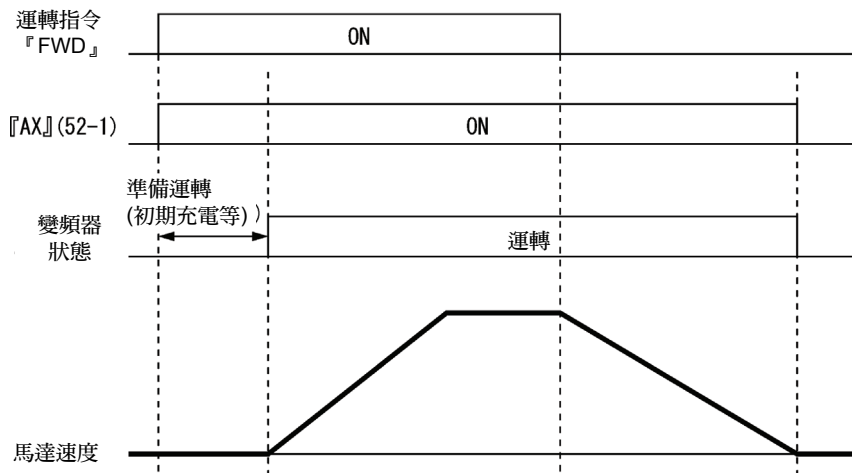 運轉指令
『FWD』
ON
『AX』(52-1)
ON
準備運轉
(初期充電等) )
變頻器
狀態
運轉
馬達速度